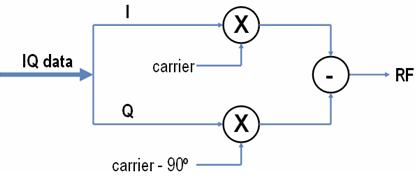 I
X
IQ data
carrier
-
RF
Q
X
carrier - 90º